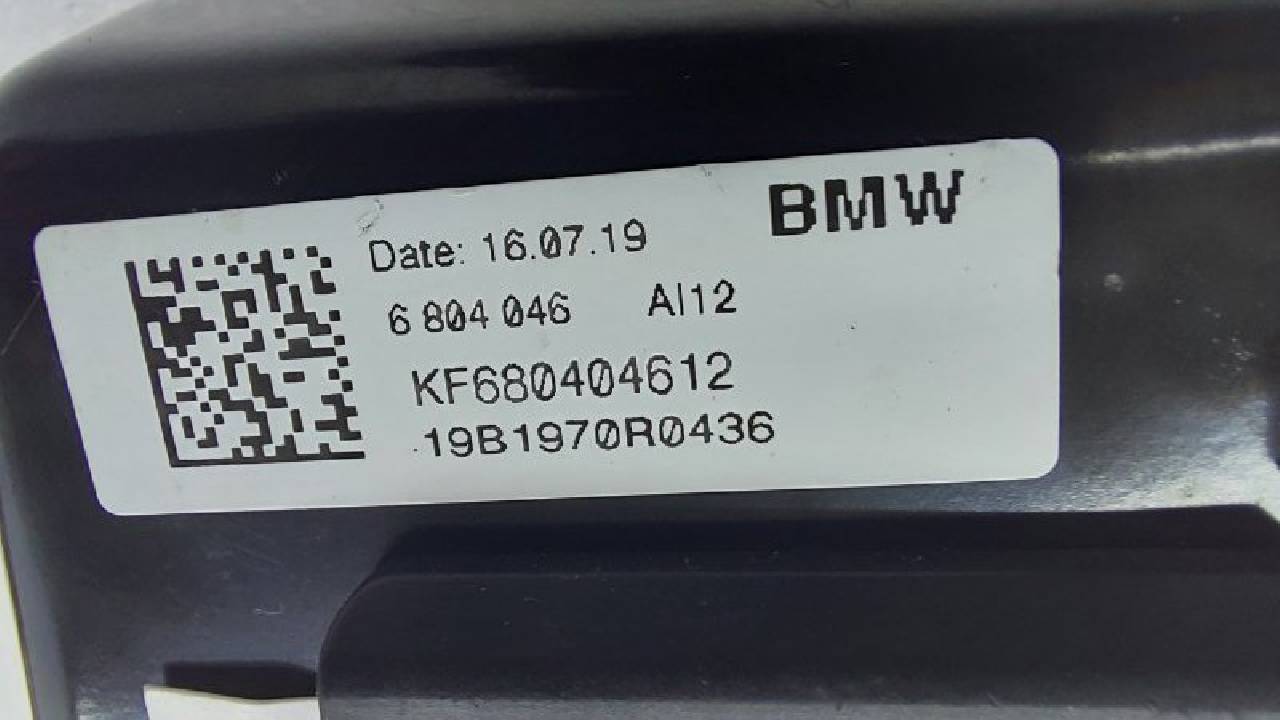 BMW
Date: 16.07.19
6 804 046 AI12
KF680404612
19B1970R0436